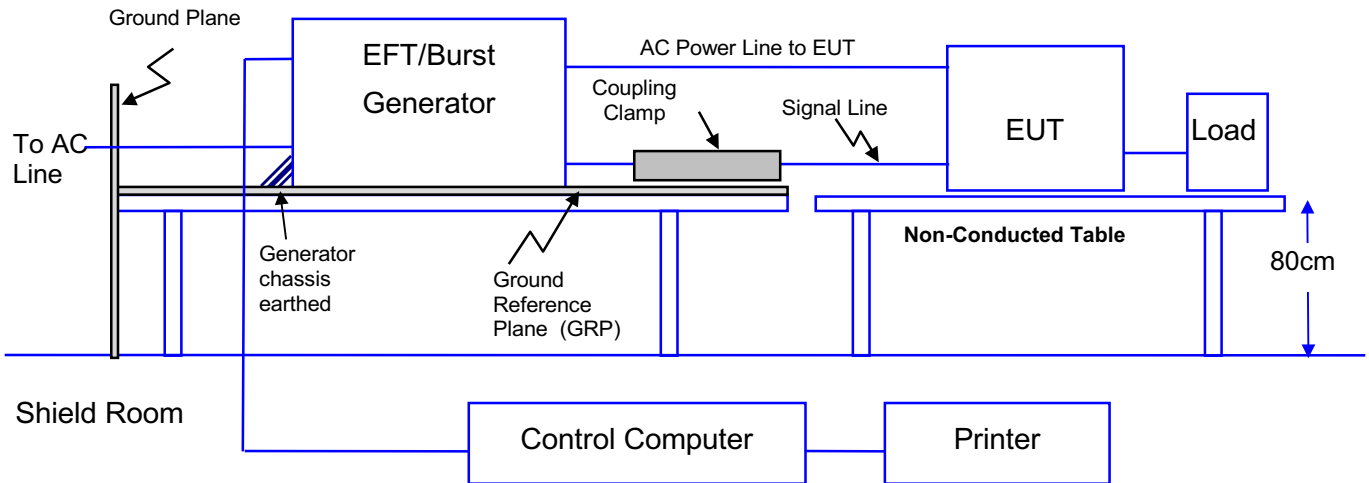 Ground Plane
EFT/Burst
Generator
AC Power Line to EUT
Coupling
Clamp
Signal Line
EUT
Load
To AC
Line
Generator
chassis
earthed
Ground
Reference
Plane (GRP)
Non-Conducted Table
80cm
Shield Room
Control Computer
Printer